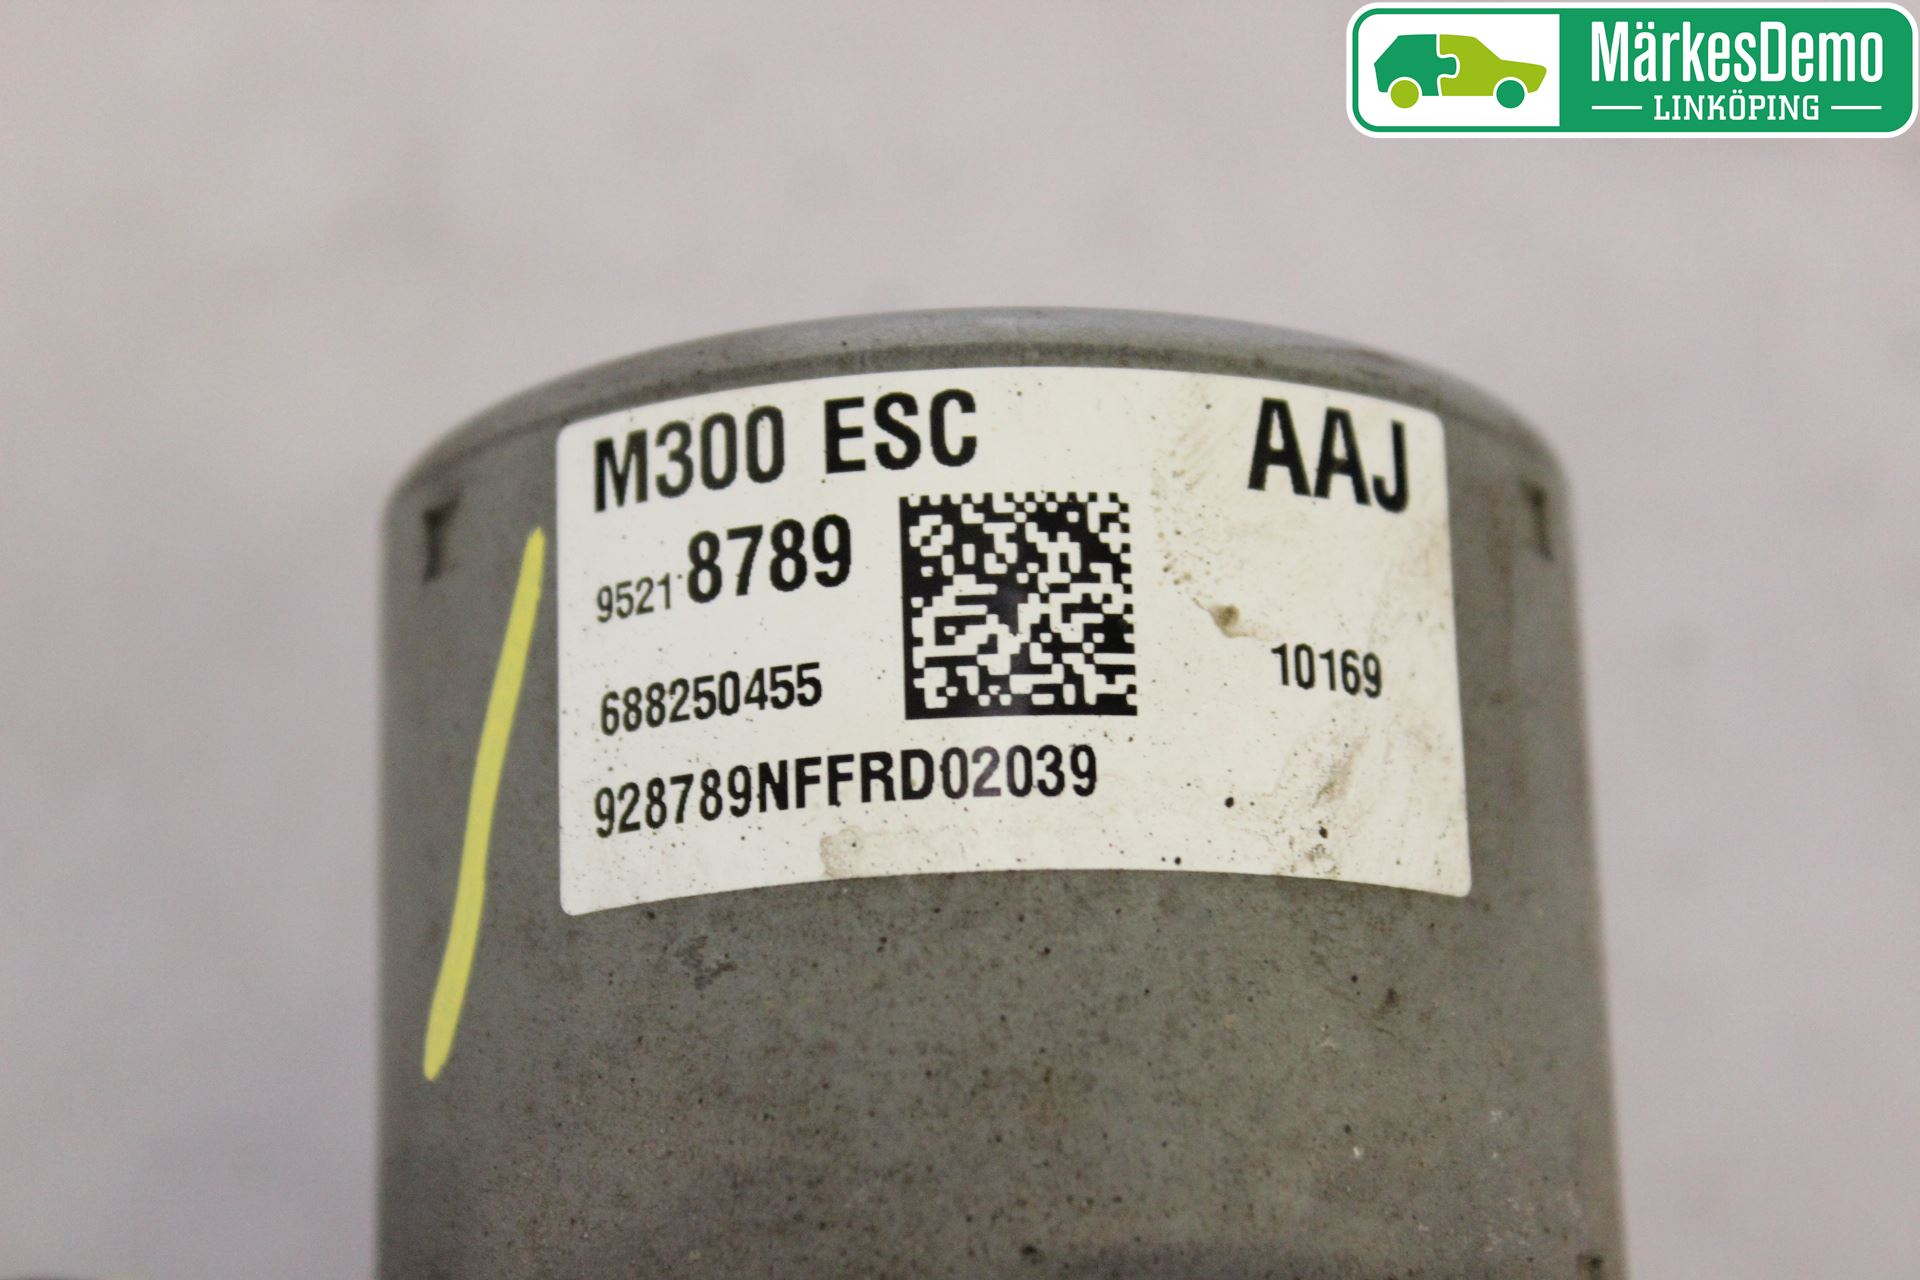 MärkesDemo
LINKÖPING
M300 ESC AAJ
9521 8789
688250455 10169
928789NFFRD02039